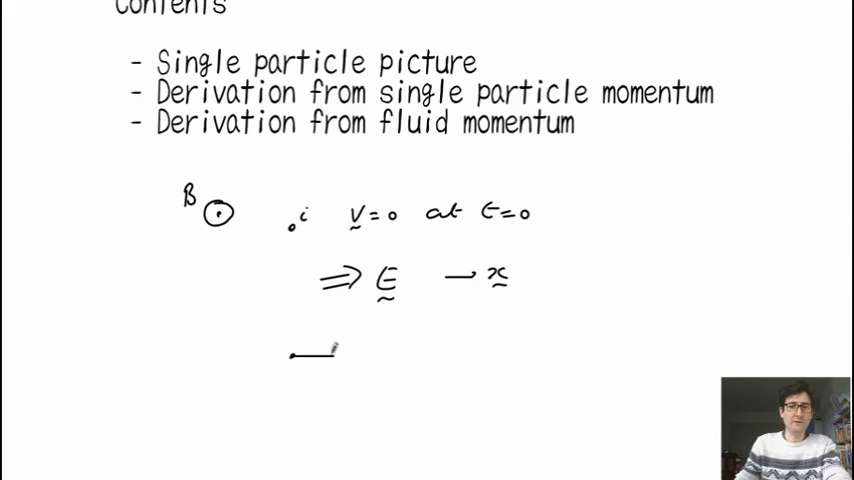 Contents
- Single particle picture
- Derivation from single particle momentum
- Derivation from fluid momentum
B i v=0 at t=0
⇒ E → x